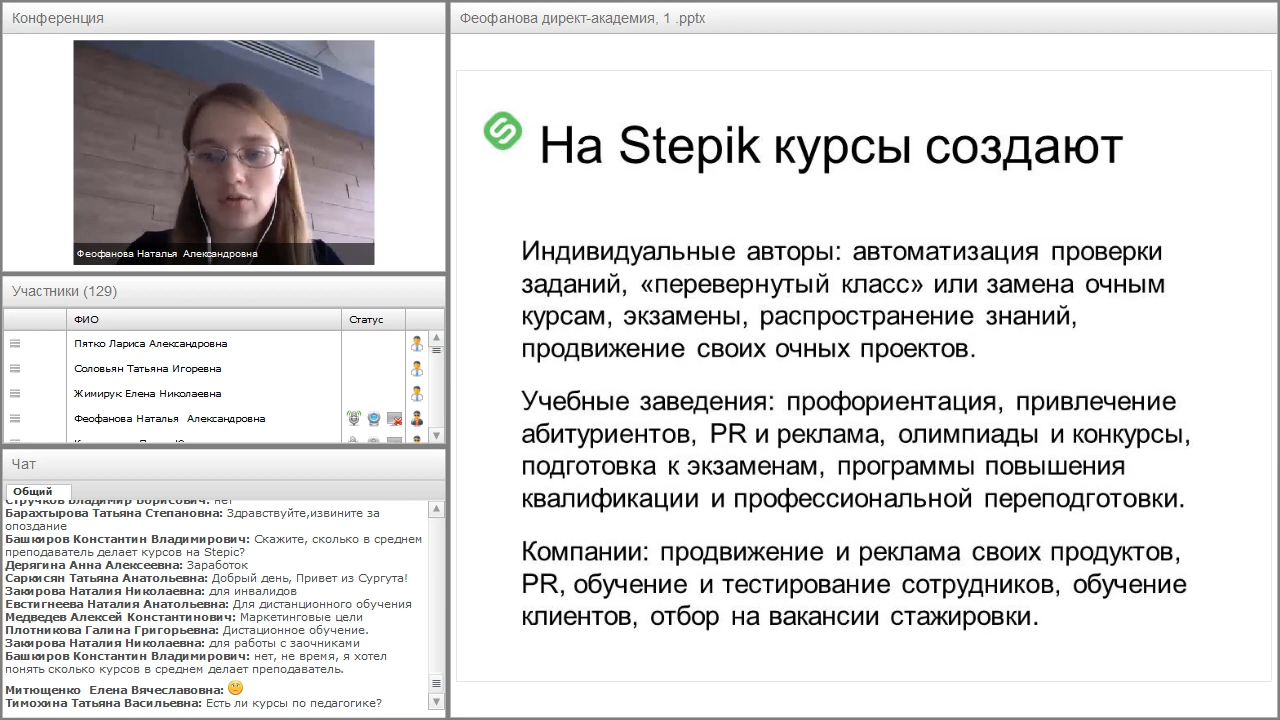 Конференция
Феофанова Наталья  Александровна
Участники (129)
ФИО
Статус
Пятко Лариса Александровна
Соловьян Татьяна Игоревна
Жимирук Елена Николаевна
Феофанова Наталья  Александровна
Чат
Общий
Стручков Владимир Борисович: нет
Барахтырова Татьяна Степановна: Здравствуйте,извините за
опоздание
Башкиров Константин Владимирович: Скажите, сколько в среднем
преподаватель делает курсов на Stepic?
Дерягина Анна Алексеевна: Заработок
Саркисян Татьяна Анатольевна: Добрый день, Привет из Сургута!
Закирова Наталия Николаевна: для инвалидов
Евстигнеева Наталия Анатольевна: Для дистанционного обучения
Медведев Алексей Константинович: Маркетинговые цели
Плотникова Галина Григорьевна: Дистационное обучение.
Закирова Наталия Николаевна: для работы с заочниками
Башкиров Константин Владимирович: нет, не время, я хотел
понять сколько курсов в среднем делает преподаватель.
Митющенко  Елена Вячеславовна:
Тимохина Татьяна Васильевна: Есть ли курсы по педагогике?
Феофанова директ-академия, 1 .pptx
На Stepik курсы создают
Индивидуальные авторы: автоматизация проверки
заданий, «перевернутый класс» или замена очным
курсам, экзамены, распространение знаний,
продвижение своих очных проектов.
Учебные заведения: профориентация, привлечение
абитуриентов, PR и реклама, олимпиады и конкурсы,
подготовка к экзаменам, программы повышения
квалификации и профессиональной переподготовки.
Компании: продвижение и реклама своих продуктов,
PR, обучение и тестирование сотрудников, обучение
клиентов, отбор на вакансии стажировки.